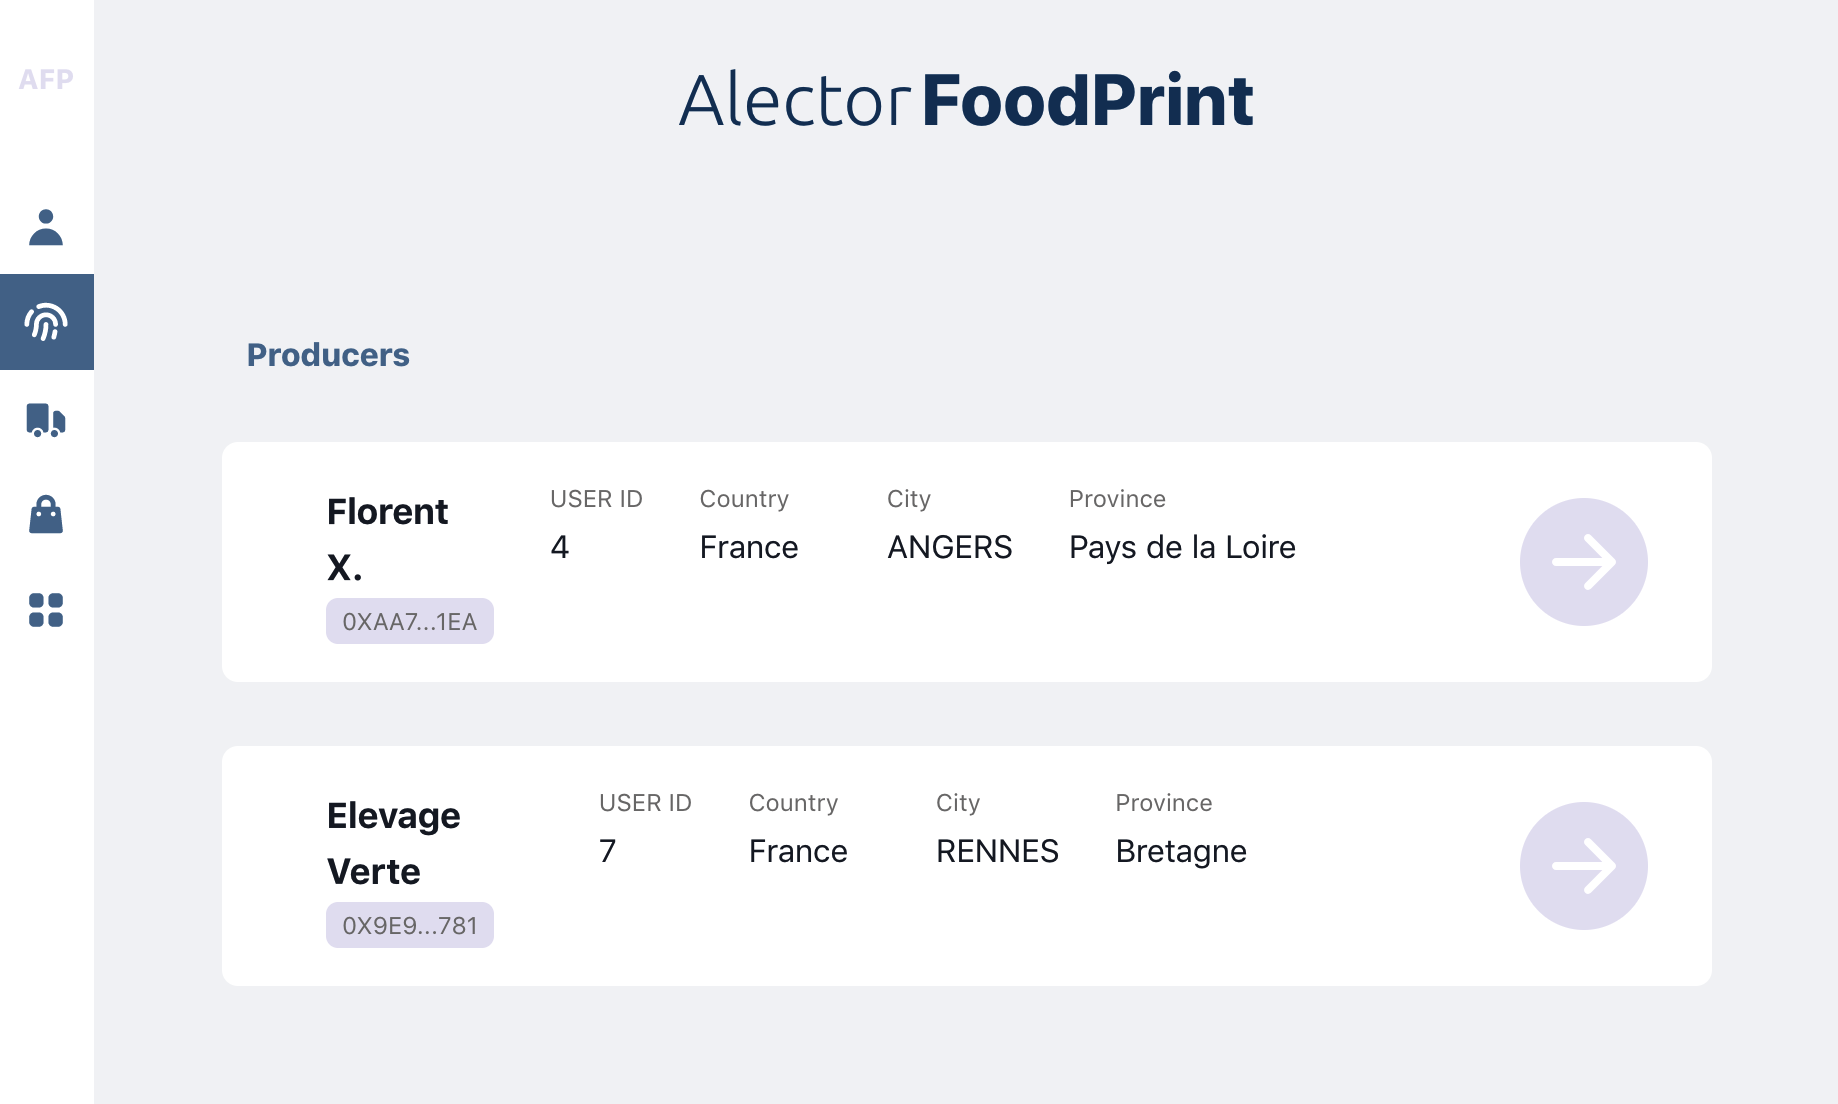 AFP
Alector FoodPrint
Producers
Florent
X.
0XAA7...1EA
USER ID
4
Country
France
City
ANGERS
Province
Pays de la Loire
Elevage
Verte
0X9E9...781
USER ID
7
Country
France
City
RENNES
Province
Bretagne